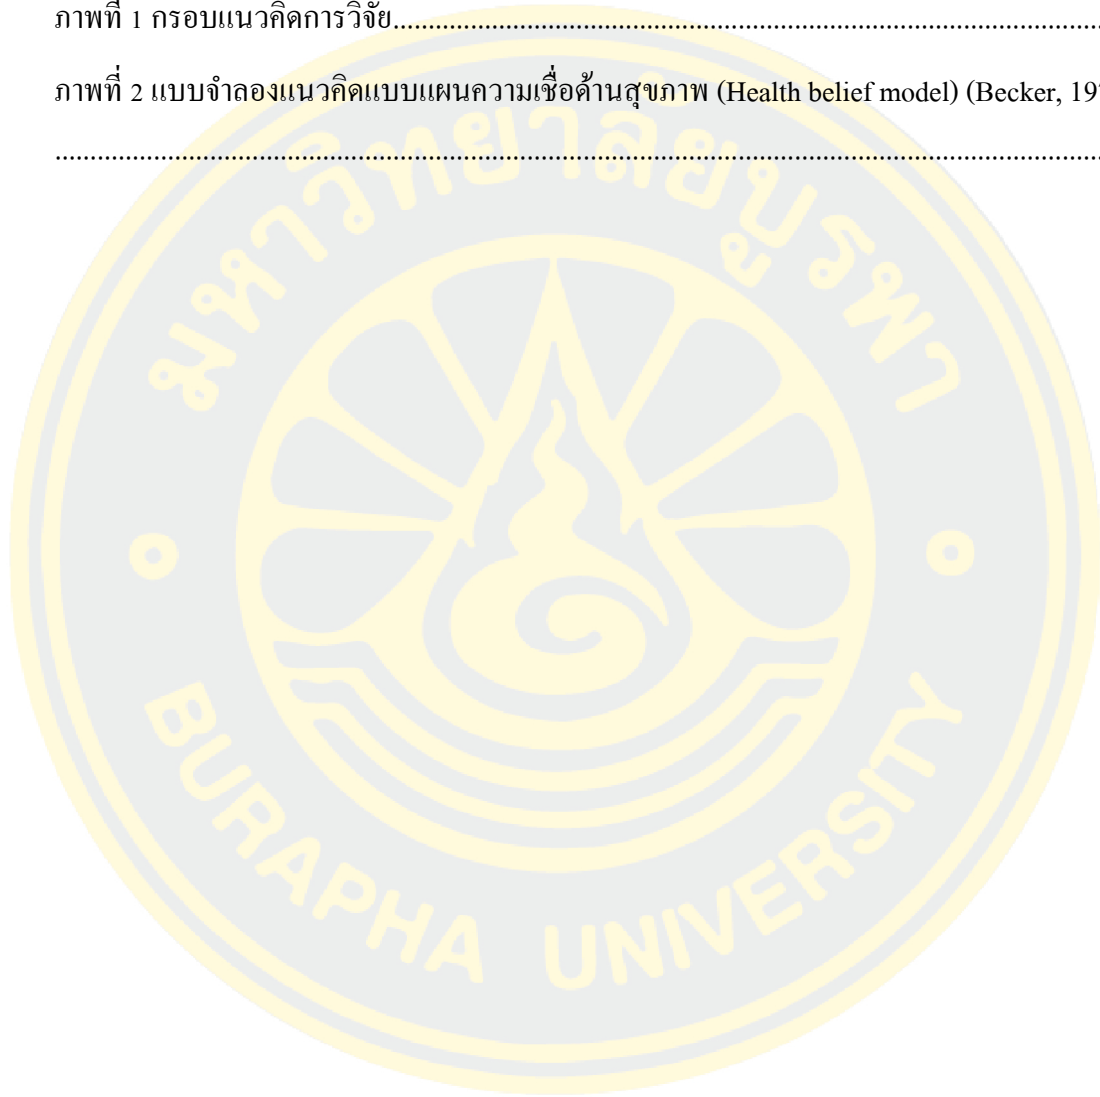 ภาพที่ 1 กรอบแนวคิดการวิจัย...............................................................................................................
ภาพที่ 2 แบบจำลองแนวคิดแบบแผนความเชื่อด้านสุขภาพ (Health belief model) (Becker,
...............................................................................................................................................................
มหาวิทยาลัยบูรพา
BURAPHA UNIVERSITY